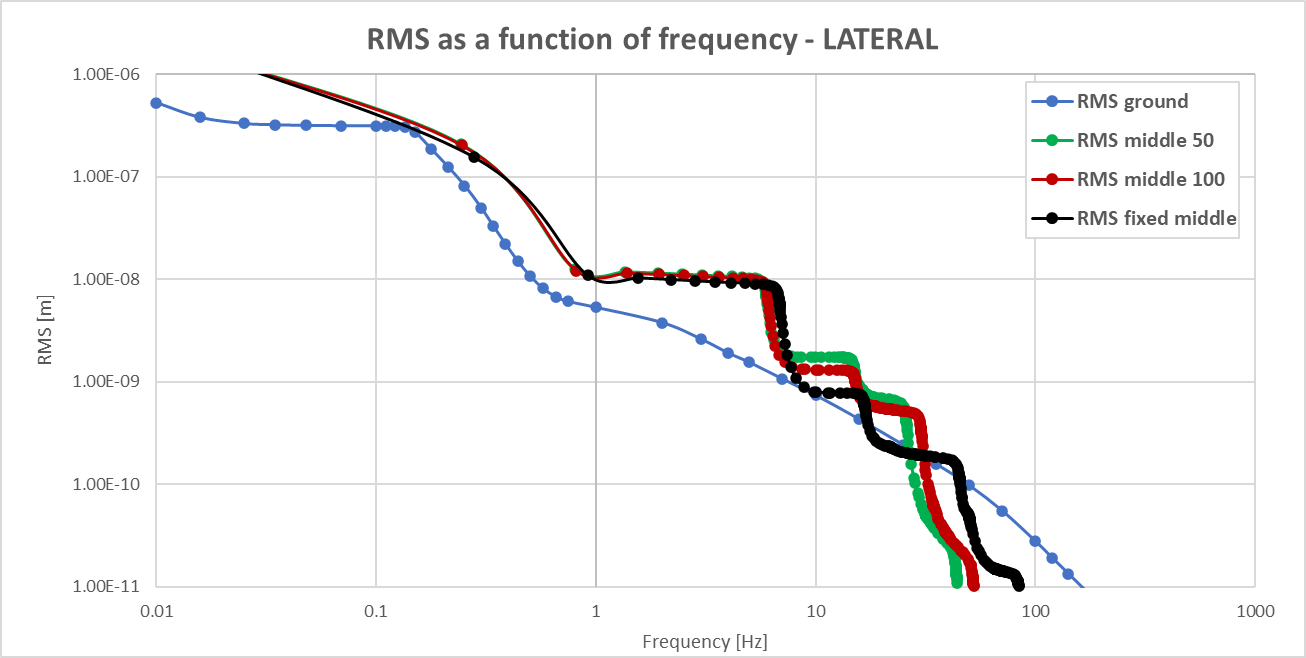 RMS as a function of frequency - LATERAL
1.00E-06
1.00E-07
1.00E-08
1.00E-09
1.00E-10
1.00E-11
RMS [m]
0.01
0.1
1
10
100
1000
Frequency [Hz]
RMS ground
RMS middle 50
RMS middle 100
RMS fixed middle